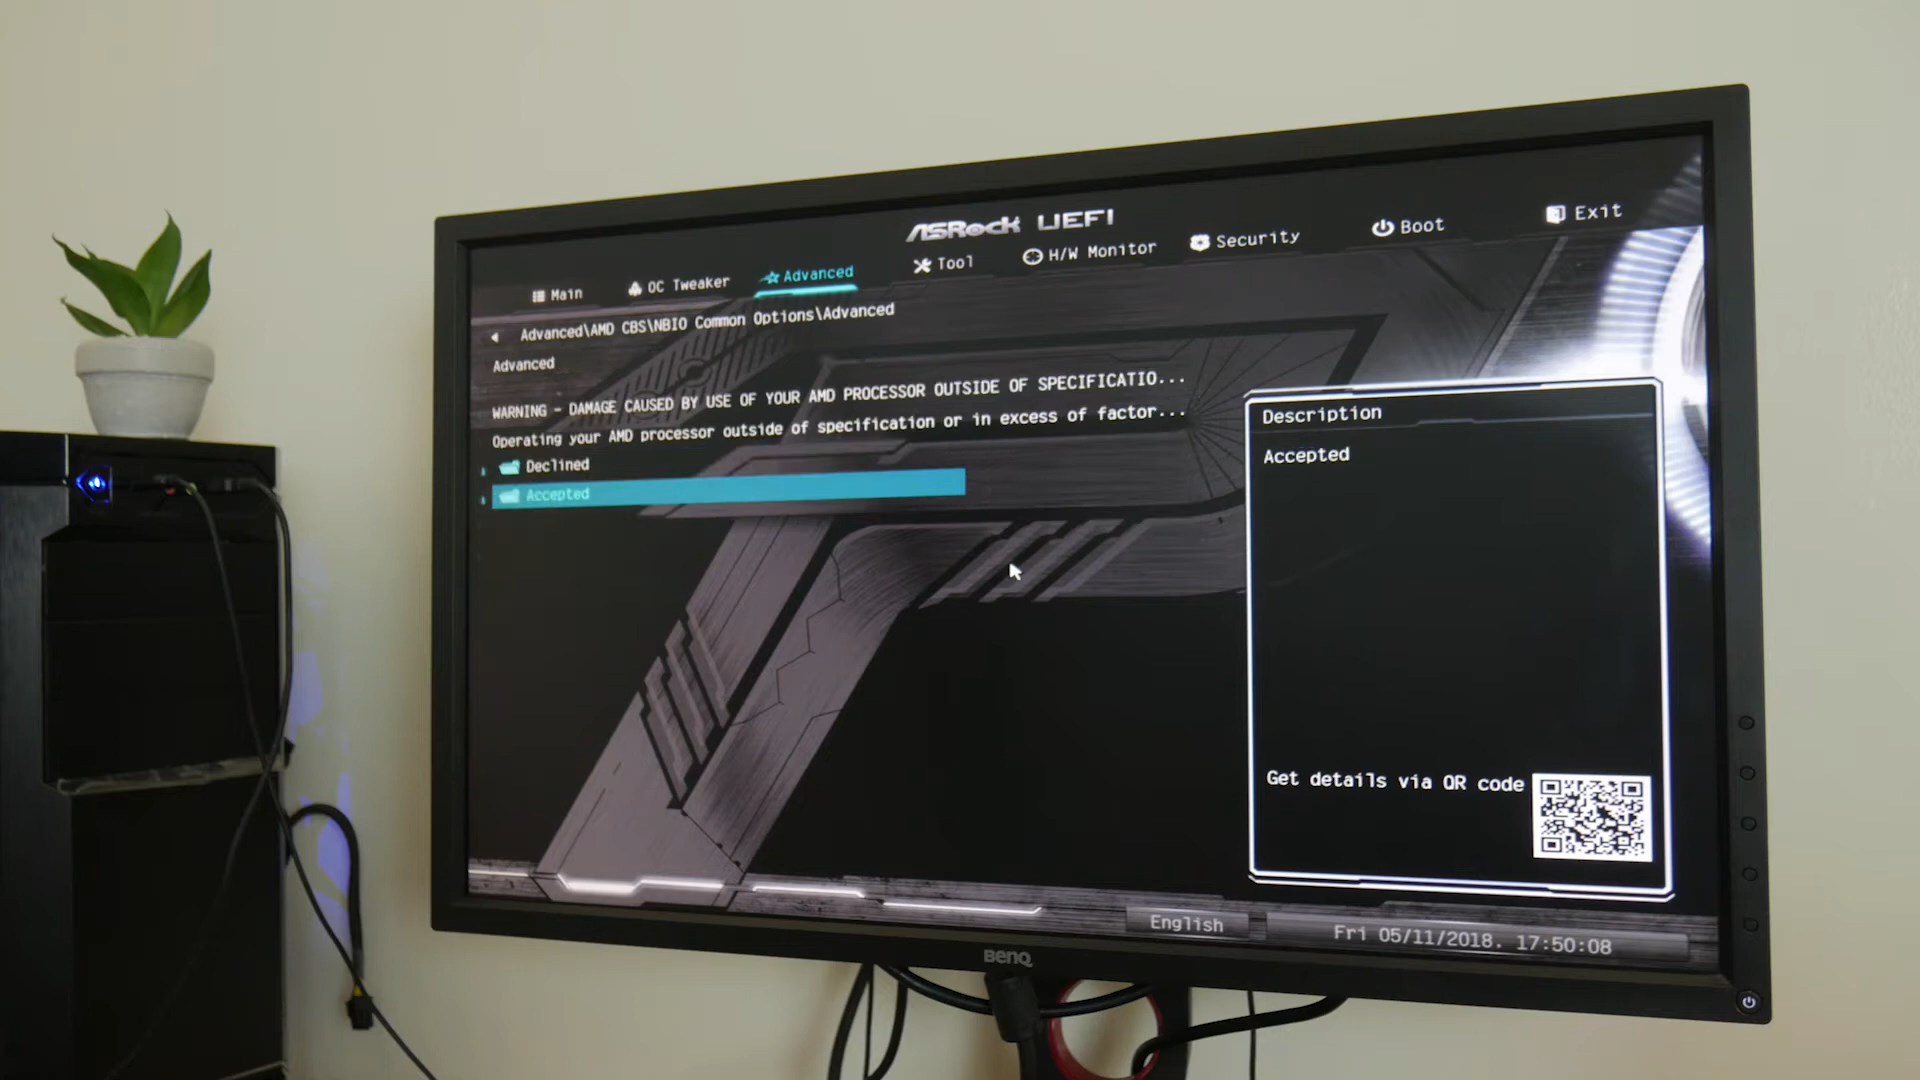 ASRock UEFI
Main
OC Tweaker
Advanced
Tool
H/W Monitor
Security
Boot
Exit
Advanced\AMD CBS\NBIO Common Options\Advanced
Advanced
WARNING - DAMAGE CAUSED BY USE OF YOUR AMD PROCESSOR OUTSIDE OF SPECIFICATIO...
Operating your AMD processor outside of specification or in excess of factor...
Declined
Accepted
Description
Accepted
Get details via QR code
English
Fri 05/11/2018. 17:50:08
BenQ